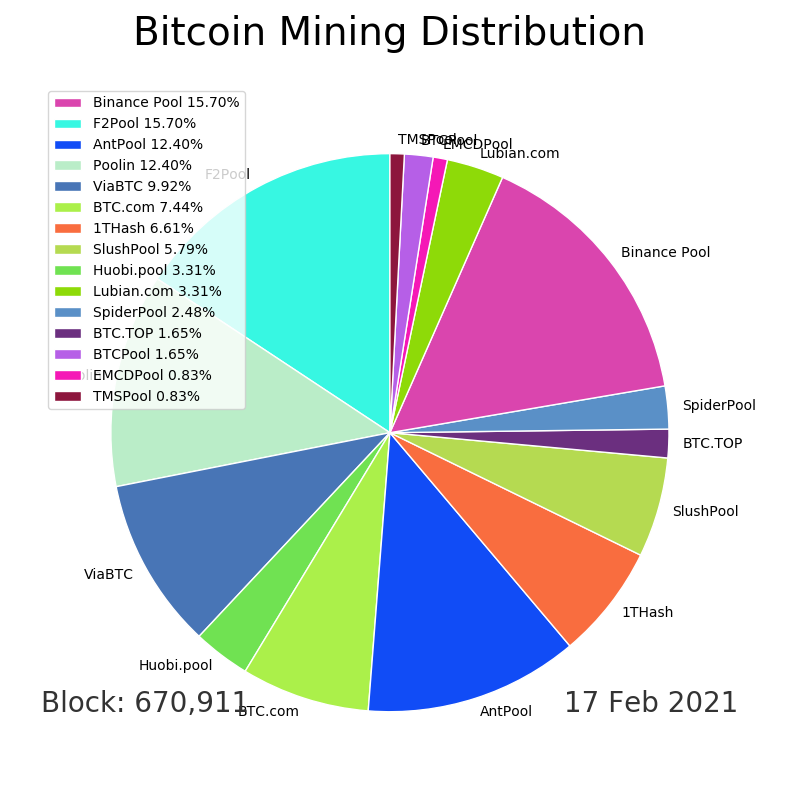 Bitcoin Mining Distribution
Binance Pool 15.70%
F2Pool 15.70%
AntPool 12.40%
Poolin 12.40%
ViaBTC 9.92%
BTC.com 7.44%
1THash 6.61%
SlushPool 5.79%
Huobi.pool 3.31%
Lubian.com 3.31%
SpiderPool 2.48%
BTC.TOP 1.65%
BTCPool 1.65%
EMCDPool 0.83%
TMSPool 0.83%
TMSPool
BTCPool
EMCDPool
Lubian.com
F2Pool
Binance Pool
SpiderPool
BTC.TOP
SlushPool
ViaBTC
1THash
Huobi.pool
BTC.com
AntPool
Block: 670,911
17 Feb 2021